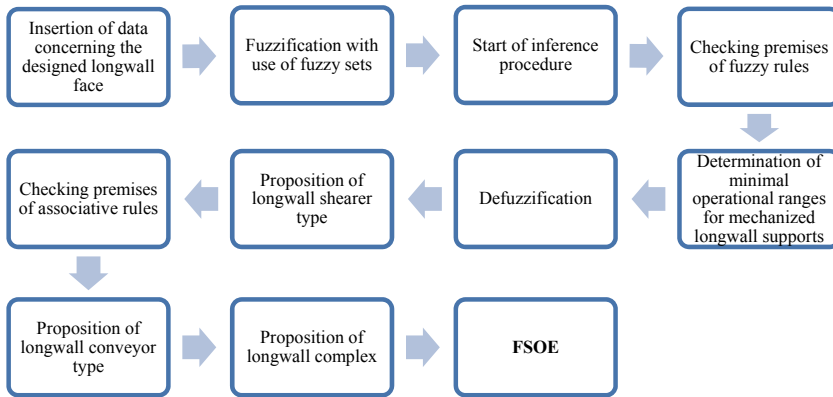 Insertion of data
concerning the
designed longwall
face
Fuzzification with
use of fuzzy sets
Start of inference
procedure
Checking premises
of fuzzy rules
Determination of
minimal
operational ranges
for mechanized
longwall supports
Defuzzification
Proposition of
longwall shearer
type
Checking premises
of associative rules
Proposition of
longwall conveyor
type
Proposition of
longwall complex
FSOE